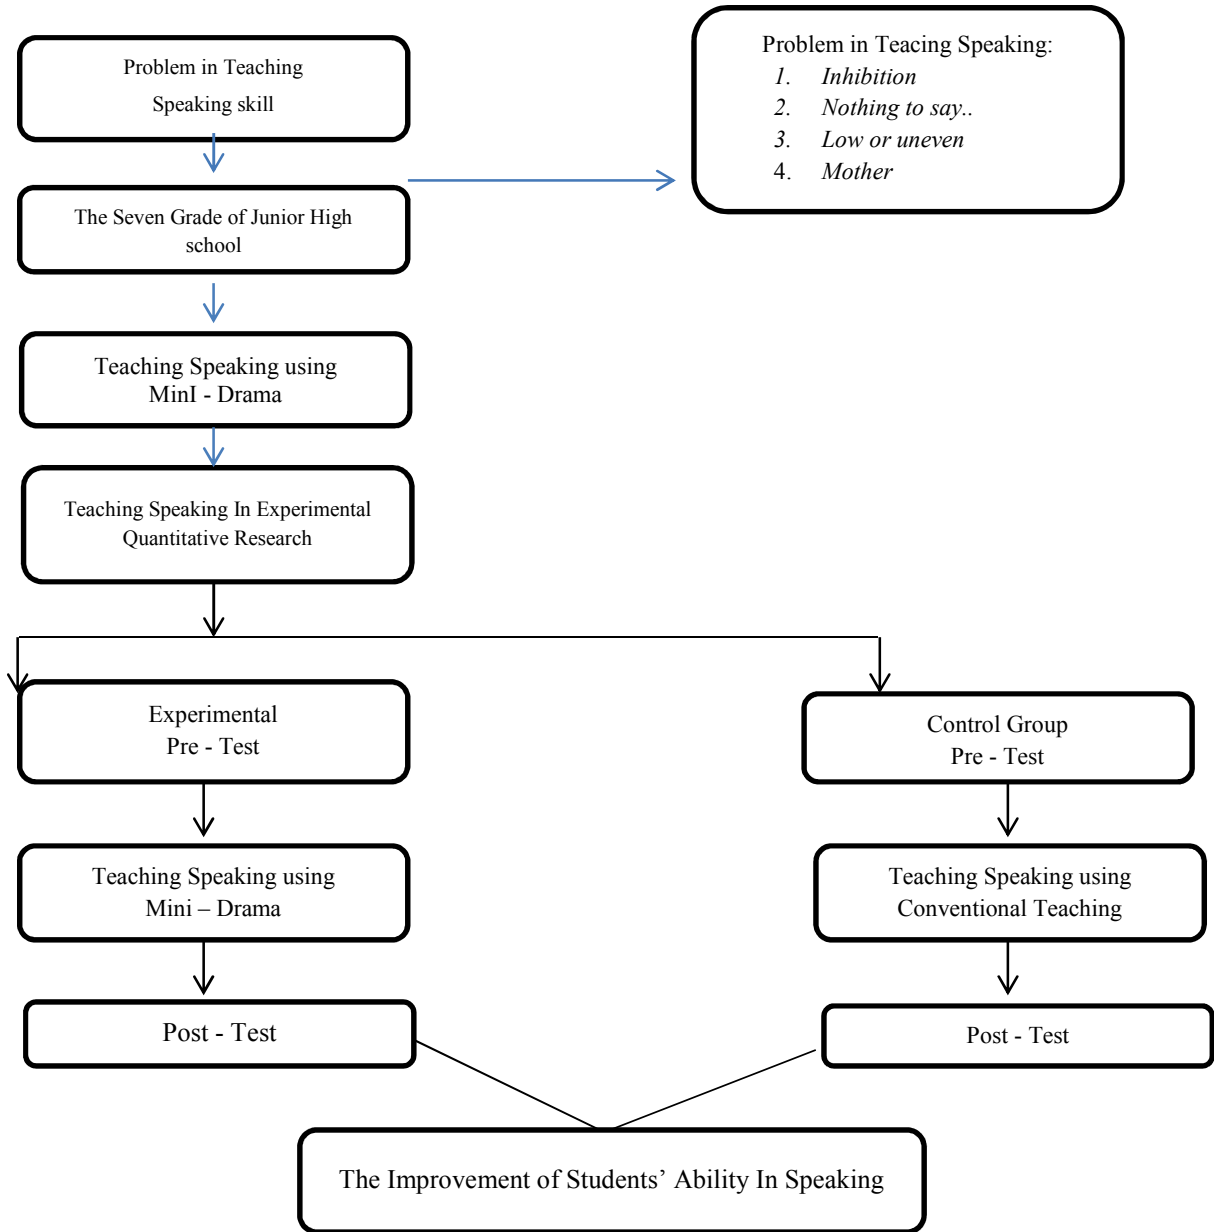 Problem in Teaching
Speaking skill
Problem in Teacing Speaking:
1. Inhibition
2. Nothing to say..
3. Low or uneven
4. Mother
The Seven Grade of Junior High
school
Teaching Speaking using
MinI - Drama
Teaching Speaking In Experimental
Quantitative Research
Experimental
Pre - Test
Control Group
Pre - Test
Teaching Speaking using
Mini – Drama
Teaching Speaking using
Conventional Teaching
Post - Test
Post - Test
The Improvement of Students’ Ability In Speaking